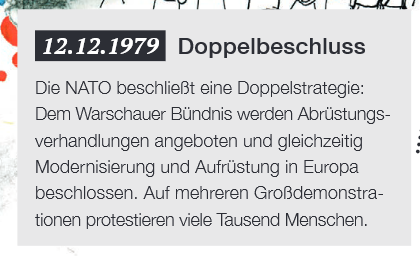 12.12.1979 Doppelbeschluss
Die NATO beschließt eine Doppelstrategie:
Dem Warschauer Bündnis werden Abrüstungs-
verhandlungen angeboten und gleichzeitig
Modernisierung und Aufrüstung in Europa
beschlossen. Auf mehreren Großdemonstra-
tionen protestieren viele Tausend Menschen.